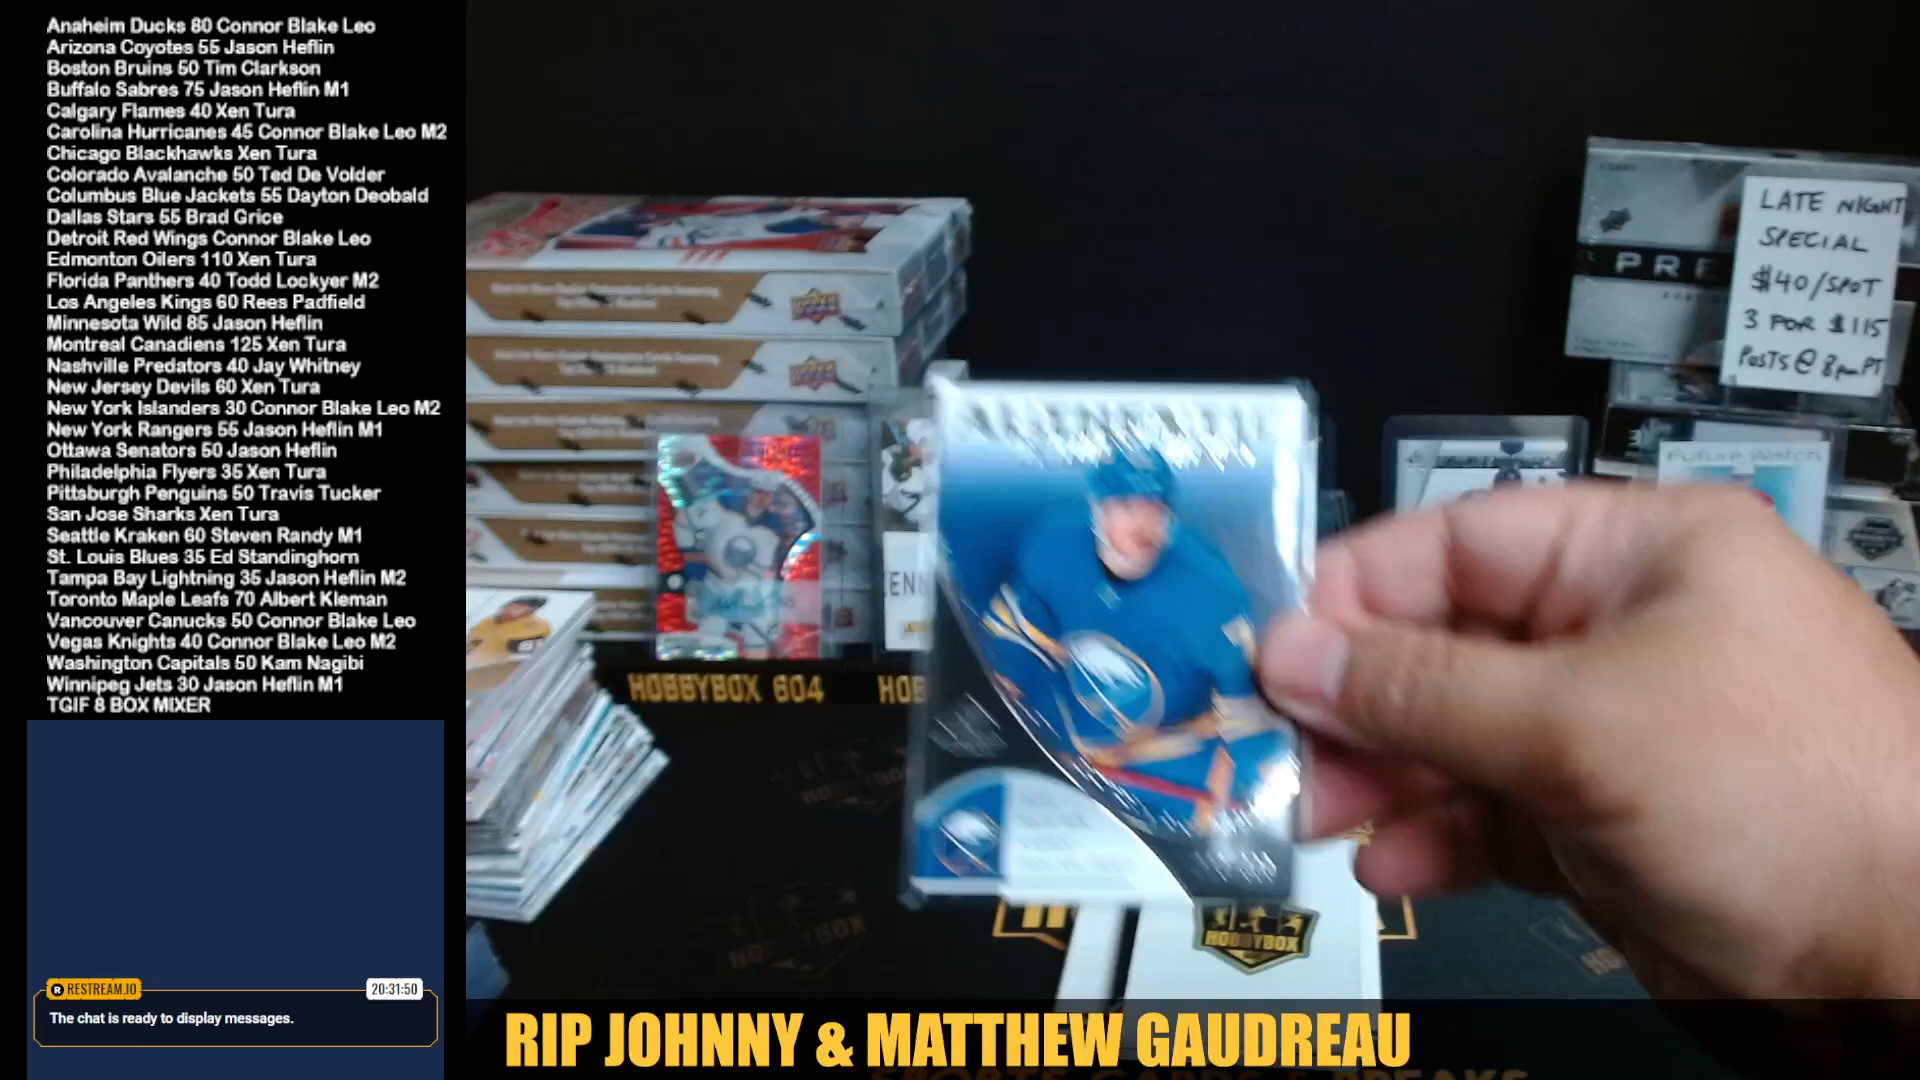 Anaheim Ducks 80 Connor Blake Leo
Arizona Coyotes 55 Jason Heflin
Boston Bruins 50 Tim Clarkson
Buffalo Sabres 75 Jason Heflin M1
Calgary Flames 40 Xen Tura
Carolina Hurricanes 45 Connor Blake Leo M2
Chicago Blackhawks Xen Tura
Colorado Avalanche 50 Ted De Volder
Columbus Blue Jackets 55 Dayton Deobald
Dallas Stars 55 Brad Grice
Detroit Red Wings Connor Blake Leo
Edmonton Oilers 110 Xen Tura
Florida Panthers 40 Todd Lockyer M2
Los Angeles Kings 60 Rees Padfield
Minnesota Wild 85 Jason Heflin
Montreal Canadiens 125 Xen Tura
Nashville Predators 40 Jay Whitney
New Jersey Devils 60 Xen Tura
New York Islanders 30 Connor Blake Leo M2
New York Rangers 55 Jason Heflin M1
Ottawa Senators 50 Jason Heflin
Philadelphia Flyers 35 Xen Tura
Pittsburgh Penguins 50 Travis Tucker
San Jose Sharks Xen Tura
Seattle Kraken 60 Steven Randy M1
St. Louis Blues 35 Ed Standinghorn
Tampa Bay Lightning 35 Jason Heflin M2
Toronto Maple Leafs 70 Albert Kleman
Vancouver Canucks 50 Connor Blake Leo
Vegas Knights 40 Connor Blake Leo M2
Washington Capitals 50 Kam Nagibi
Winnipeg Jets 30 Jason Heflin M1
TGIF 8 BOX MIXER
RESTREAM.IO
20:31:50
The chat is ready to display messages.
LATE NIGHT
SPECIAL
$40/SPOT
3 FOR $115
POSTS @ 8pm PT
PRE
Future Watch
HOBBYBOX 604
HOB
HOBBYBOX
RIP JOHNNY & MATTHEW GAUDREAU